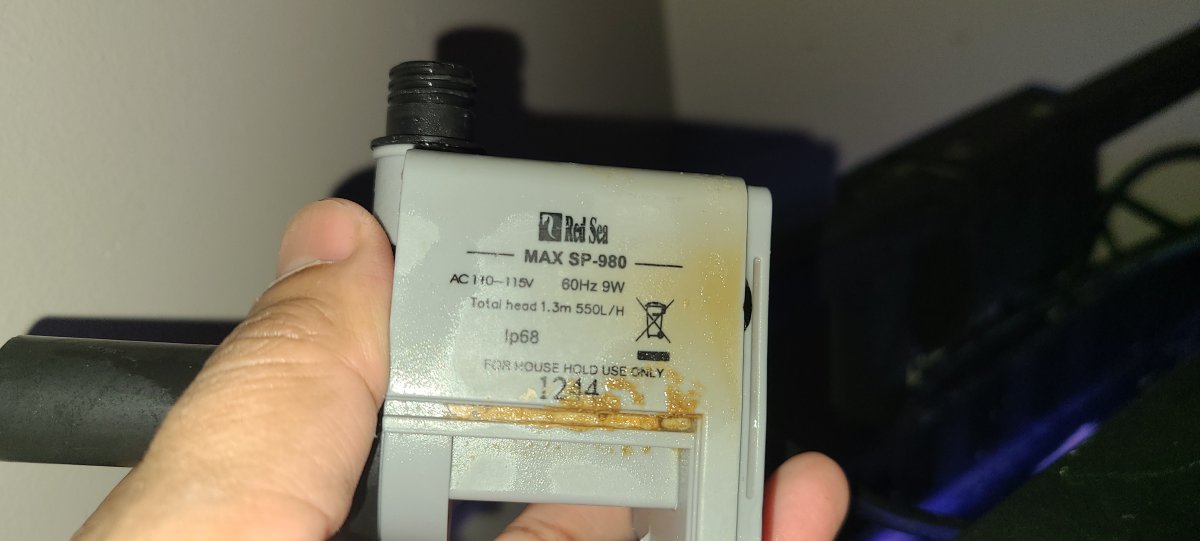 Red Sea
MAX SP-980
AC 110~115V 60Hz 9W
Total head 1.3m 550L/H
Ip68
FOR HOUSE HOLD USE ONLY
1244